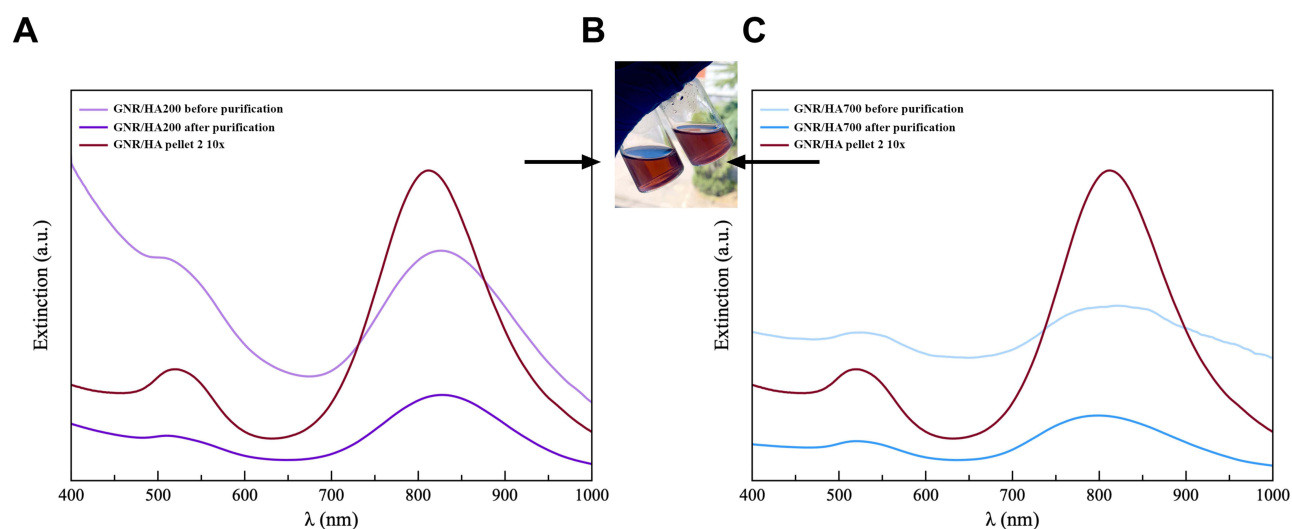 A
B
C
GNR/HA200 before purification
GNR/HA200 after purification
GNR/HA pellet 2 10x
Extinction (a.u.)
400 500 600 700 800 900 1000
λ (nm)
GNR/HA700 before purification
GNR/HA700 after purification
GNR/HA pellet 2 10x
Extinction (a.u.)
400 500 600 700 800 900 1000
λ (nm)